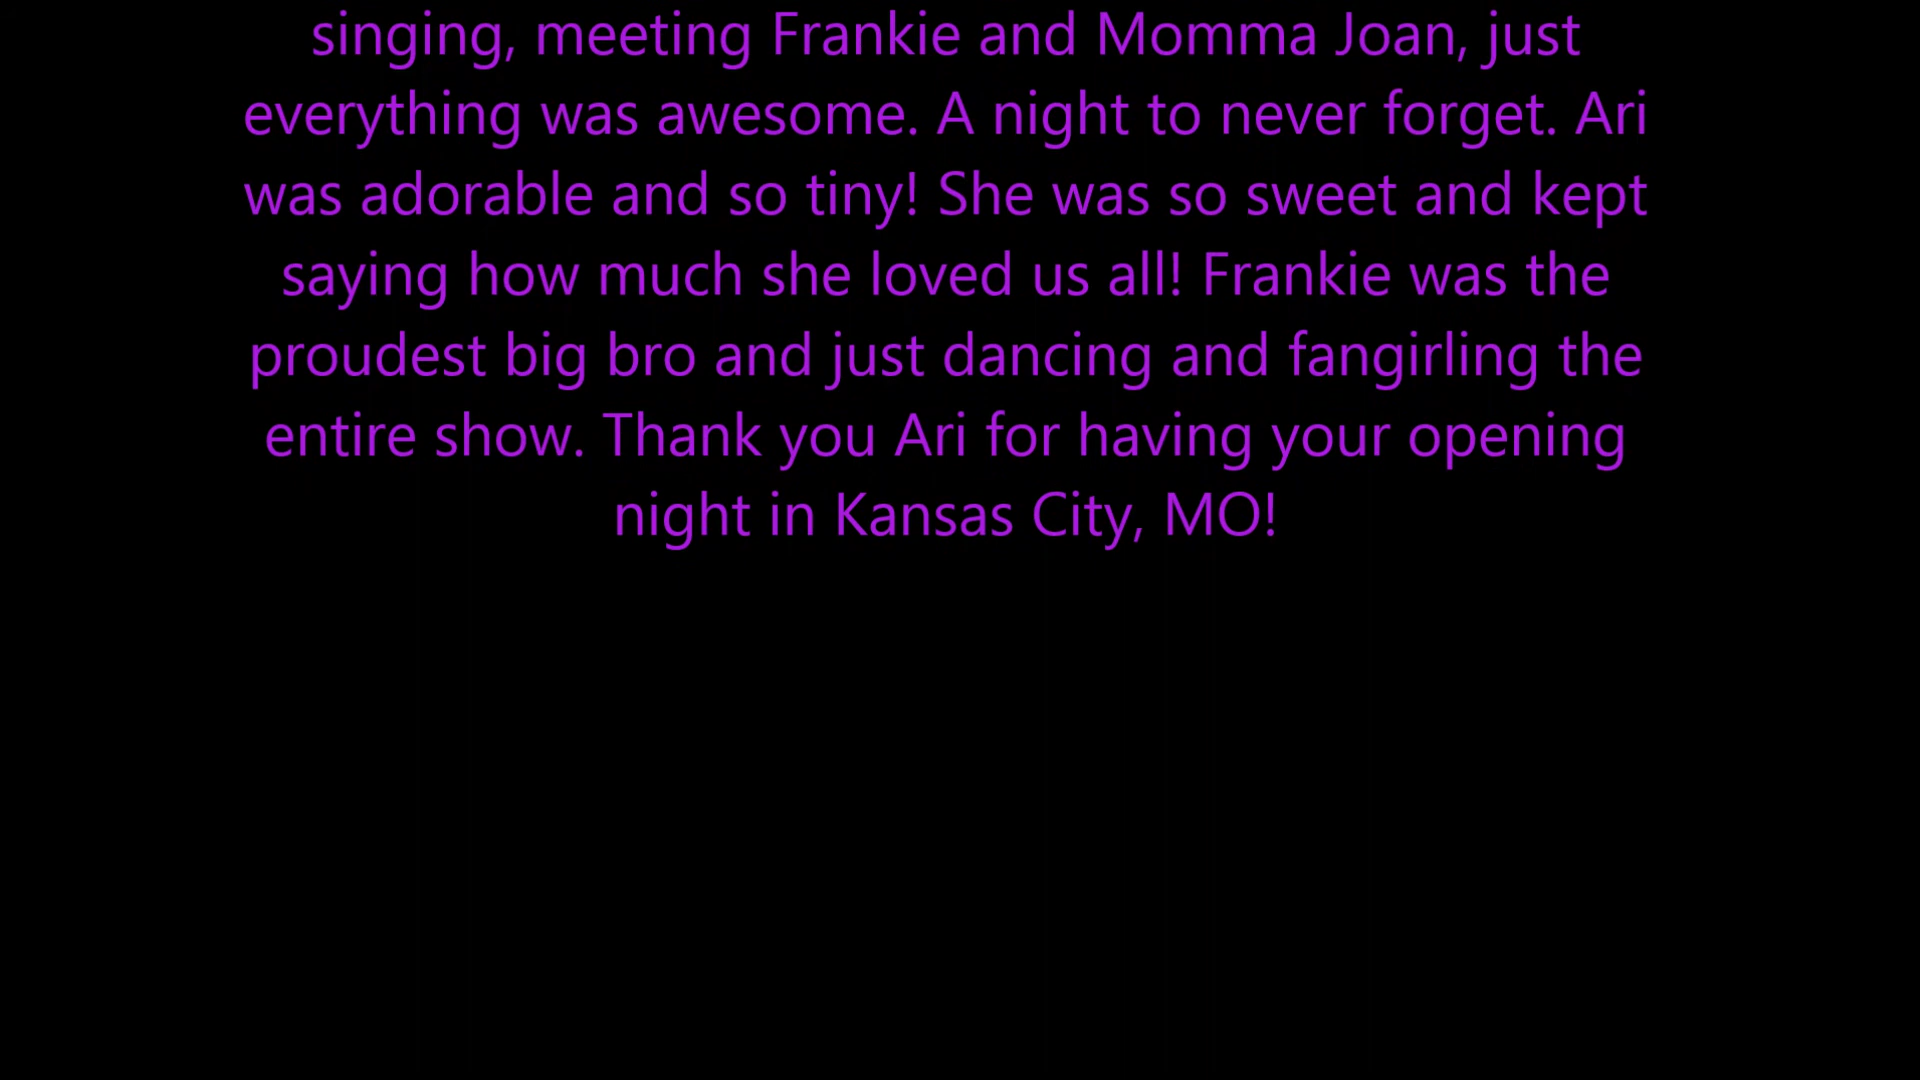 singing, meeting Frankie and Momma Joan, just
everything was awesome. A night to never forget. Ari
was adorable and so tiny! She was so sweet and kept
saying how much she loved us all! Frankie was the
proudest big bro and just dancing and fangirling the
entire show. Thank you Ari for having your opening
night in Kansas City, MO!